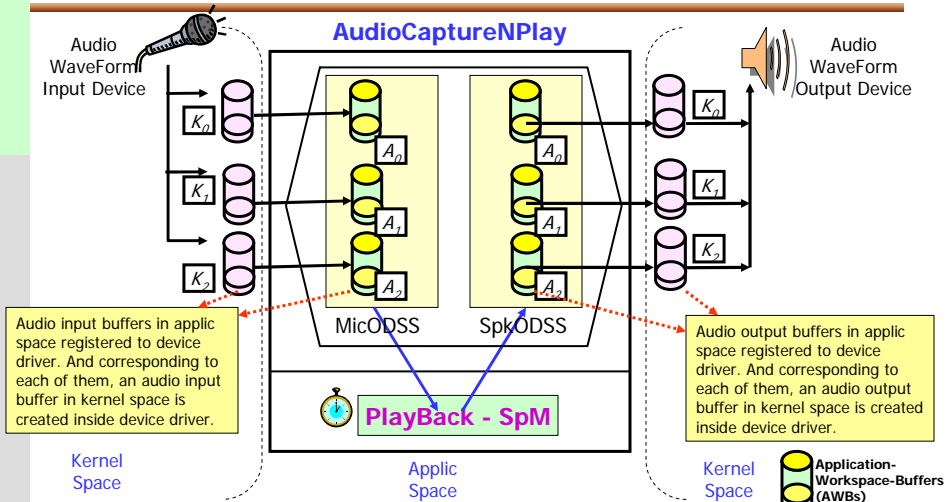 AudioCaptureNPlay
Audio
WaveForm
Input Device
Audio
WaveForm
Output Device
K0
K1
K2
A0
A1
A2
A0
A1
A2
K0
K1
K2
MicODSS
SpkODSS
Audio input buffers in applic
space registered to device
driver. And corresponding to
each of them, an audio input
buffer in kernel space is
created inside device driver.
Audio output buffers in applic
space registered to device
driver. And corresponding to
each of them, an audio output
buffer in kernel space is created
inside device driver.
PlayBack - SpM
Kernel
Space
Applic
Space
Kernel
Space
Application-
Workspace-Buffers
(AWBs)